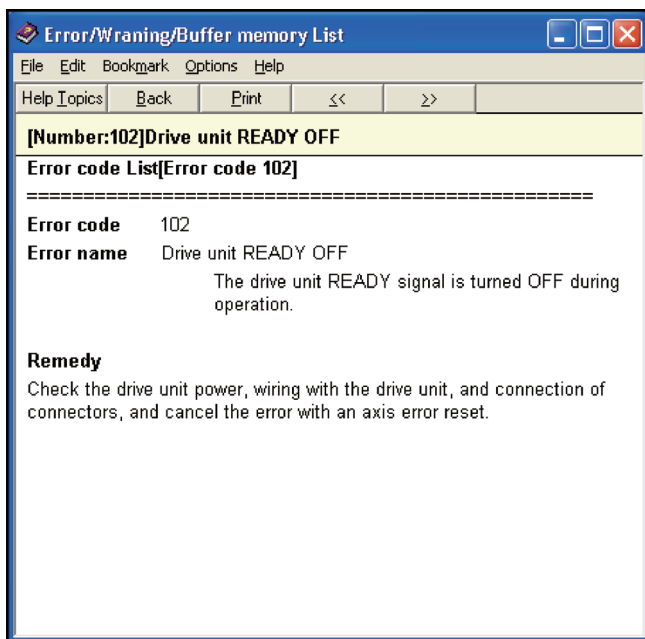 Error/Wraning/Buffer memory List
File Edit Bookmark Options Help
Help Topics Back Print << >>
[Number:102]Drive unit READY OFF
Error code List[Error code 102]
==================================================
Error code 102
Error name Drive unit READY OFF
The drive unit READY signal is turned OFF during
operation.
Remedy
Check the drive unit power, wiring with the drive unit, and connection of
connectors, and cancel the error with an axis error reset.